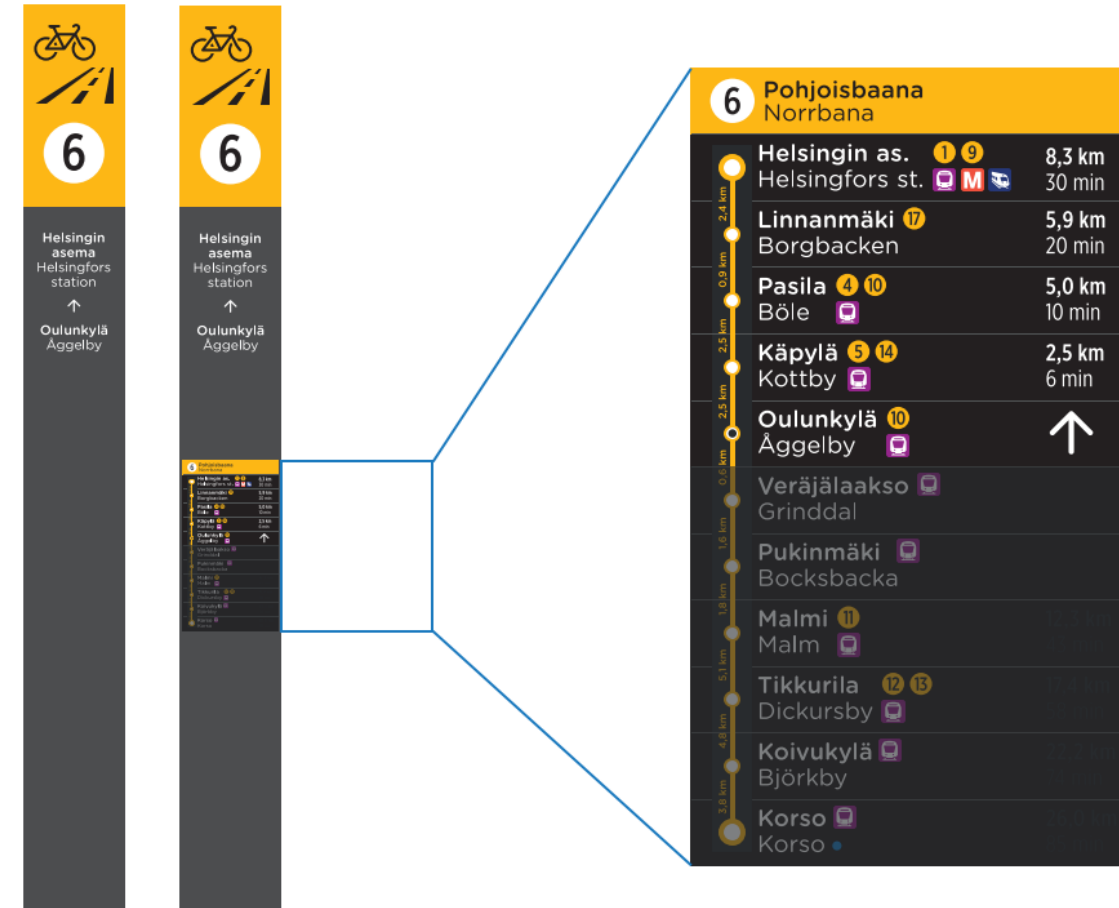 6
Helsingin
asema
Helsingfors
station
↑
Oulunkylä
Åggelby
6
Helsingin
asema
Helsingfors
station
↑
Oulunkylä
Åggelby
6 Pohjoisbaana
Norrbana
Helsingin as. 1 9 8,3 km
Helsingfors st. M 30 min
2,4 km
Linnanmäki 17 5,9 km
Borgbacken 20 min
0,9 km
Pasila 4 10 5,0 km
Böle 10 min
2,5 km
Käpylä 5 14 2,5 km
Kottby 6 min
2,5 km
Oulunkylä 10 ↑
Åggelby
0,6 km
Veräjälaakso
Grinddal
1,6 km
Pukinmäki
Bocksbacka
1,8 km
Malmi 11
Malm
5,1 km
Tikkurila 12 13
Dickursby
4,8 km
Koivukylä
Björkby
3,8 km
Korso
Korso